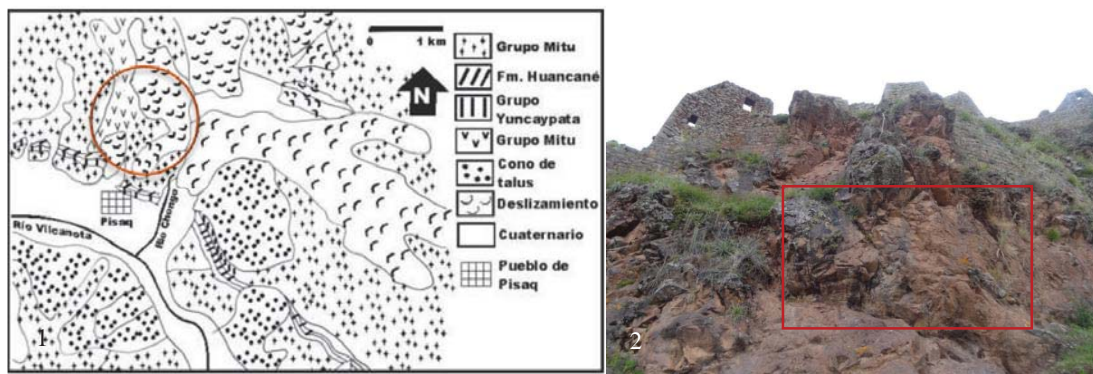 0 1 km
N
Grupo Mitu
Fm. Huancané
Grupo
Yuncaypata
Grupo Mitu
Cono de
talus
Deslizamiento
Cuaternario
Pueblo de
Pisaq
Pisaq
Río Vilcanota
Río Chongo
1
2